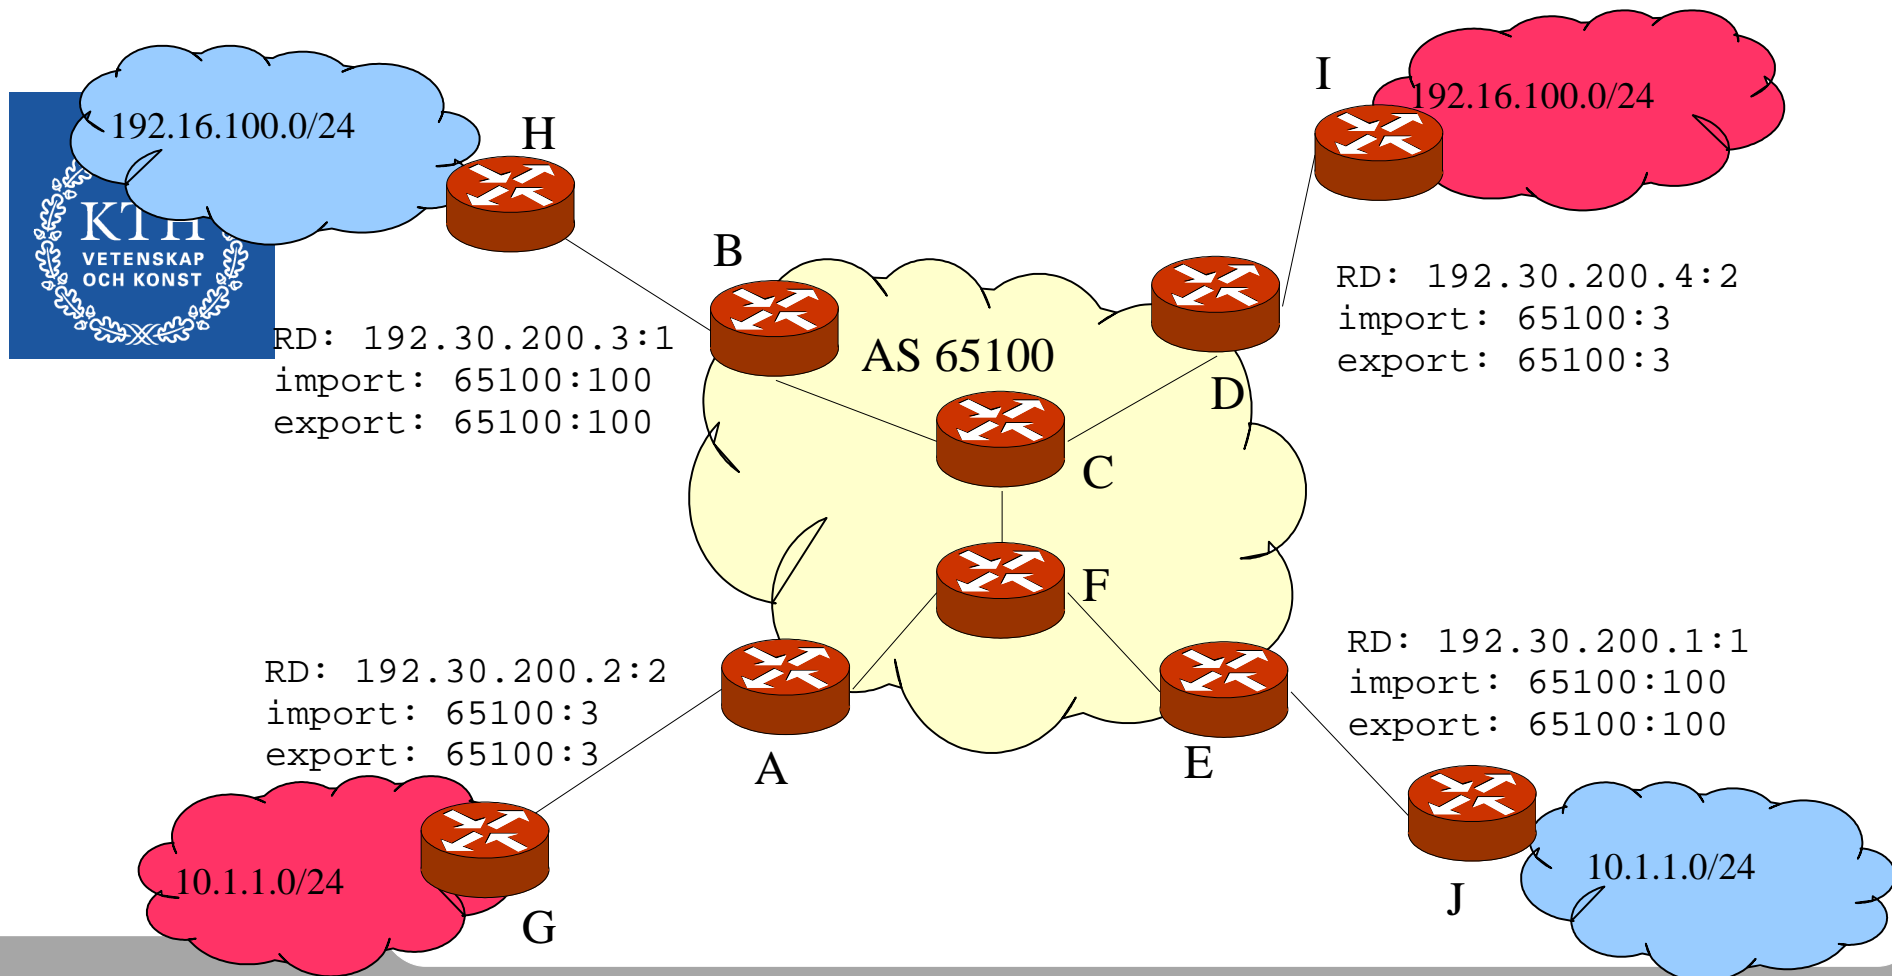 I
192.16.100.0/24
192.16.100.0/24
H
KTH
VETENSKAP
OCH KONST
B
RD: 192.30.200.4:2
import: 65100:3
export: 65100:3
RD: 192.30.200.3:1
import: 65100:100
export: 65100:100
AS 65100
D
C
F
RD: 192.30.200.2:2
import: 65100:3
export: 65100:3
RD: 192.30.200.1:1
import: 65100:100
export: 65100:100
A
E
10.1.1.0/24
G
J
10.1.1.0/24